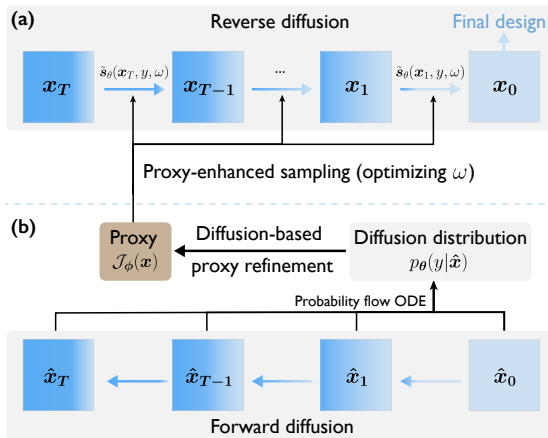 (a)
Reverse diffusion
Final design
x_T
s̃_θ(x_T, y, ω)
x_{T−1}
...
x_1
s̃_θ(x_1, y, ω)
x_0
Proxy-enhanced sampling (optimizing ω)
(b)
Proxy
J_ϕ(x)
Diffusion-based
proxy refinement
Diffusion distribution
p_θ(y|x̂)
Probability flow ODE
x̂_T
x̂_{T−1}
x̂_1
x̂_0
Forward diffusion